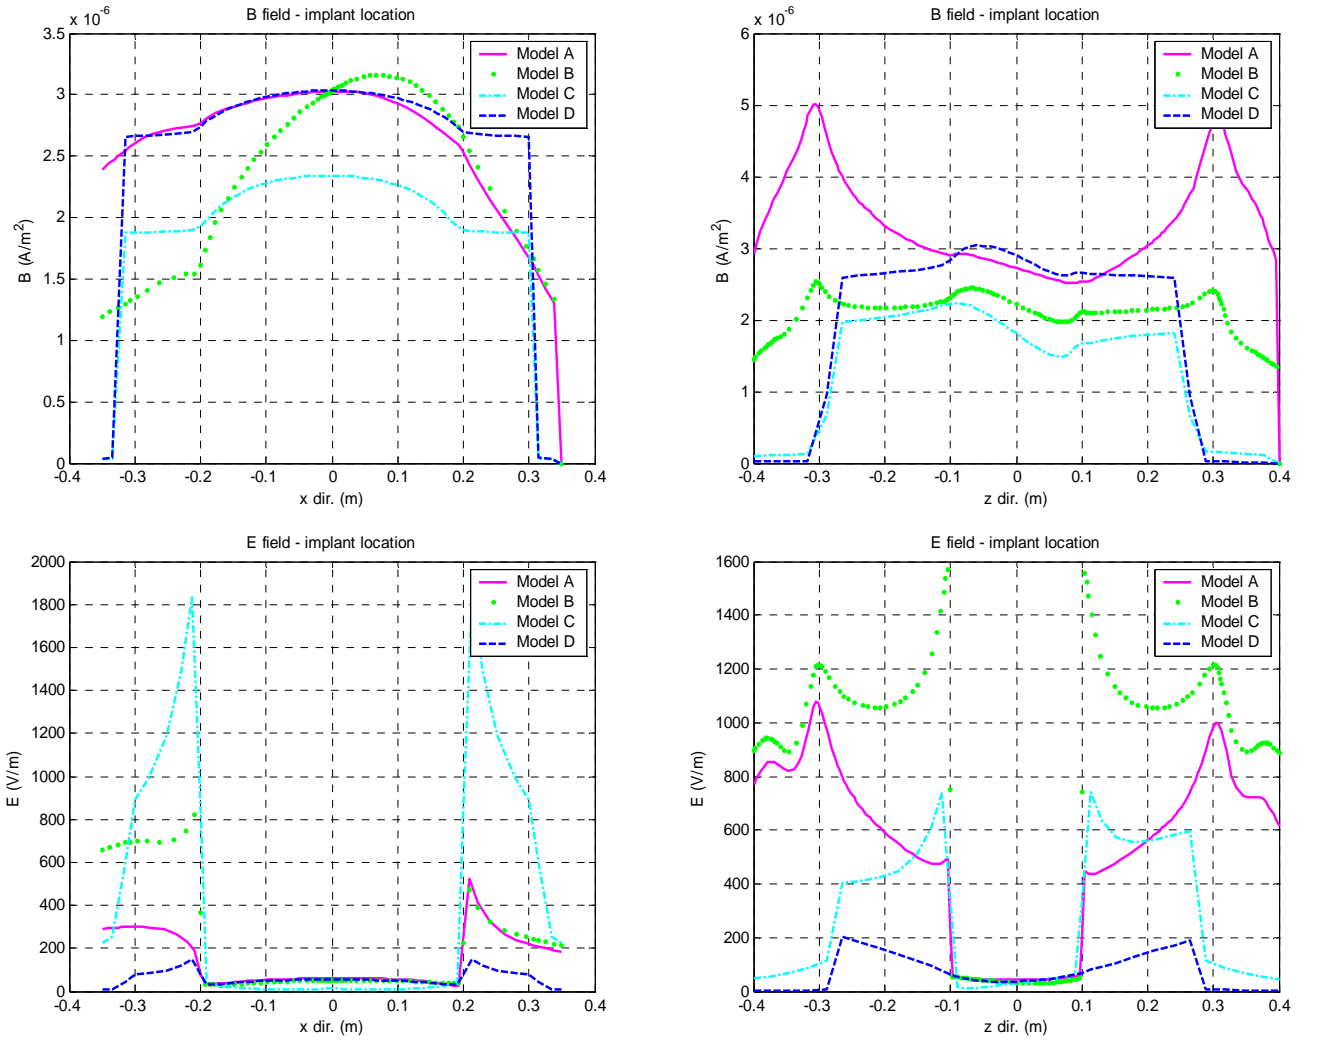 B field - implant location
x 10^-6
3.5
3
2.5
2
1.5
1
0.5
0
B (A/m^2)
-0.4 -0.3 -0.2 -0.1 0 0.1 0.2 0.3 0.4
x dir. (m)
Model A
Model B
Model C
Model D
B field - implant location
x 10^-6
6
5
4
3
2
1
0
B (A/m^2)
-0.4 -0.3 -0.2 -0.1 0 0.1 0.2 0.3 0.4
z dir. (m)
Model A
Model B
Model C
Model D
E field - implant location
2000
1800
1600
1400
1200
1000
800
600
400
200
0
E (V/m)
-0.4 -0.3 -0.2 -0.1 0 0.1 0.2 0.3 0.4
x dir. (m)
Model A
Model B
Model C
Model D
E field - implant location
1600
1400
1200
1000
800
600
400
200
0
E (V/m)
-0.4 -0.3 -0.2 -0.1 0 0.1 0.2 0.3 0.4
z dir. (m)
Model A
Model B
Model C
Model D